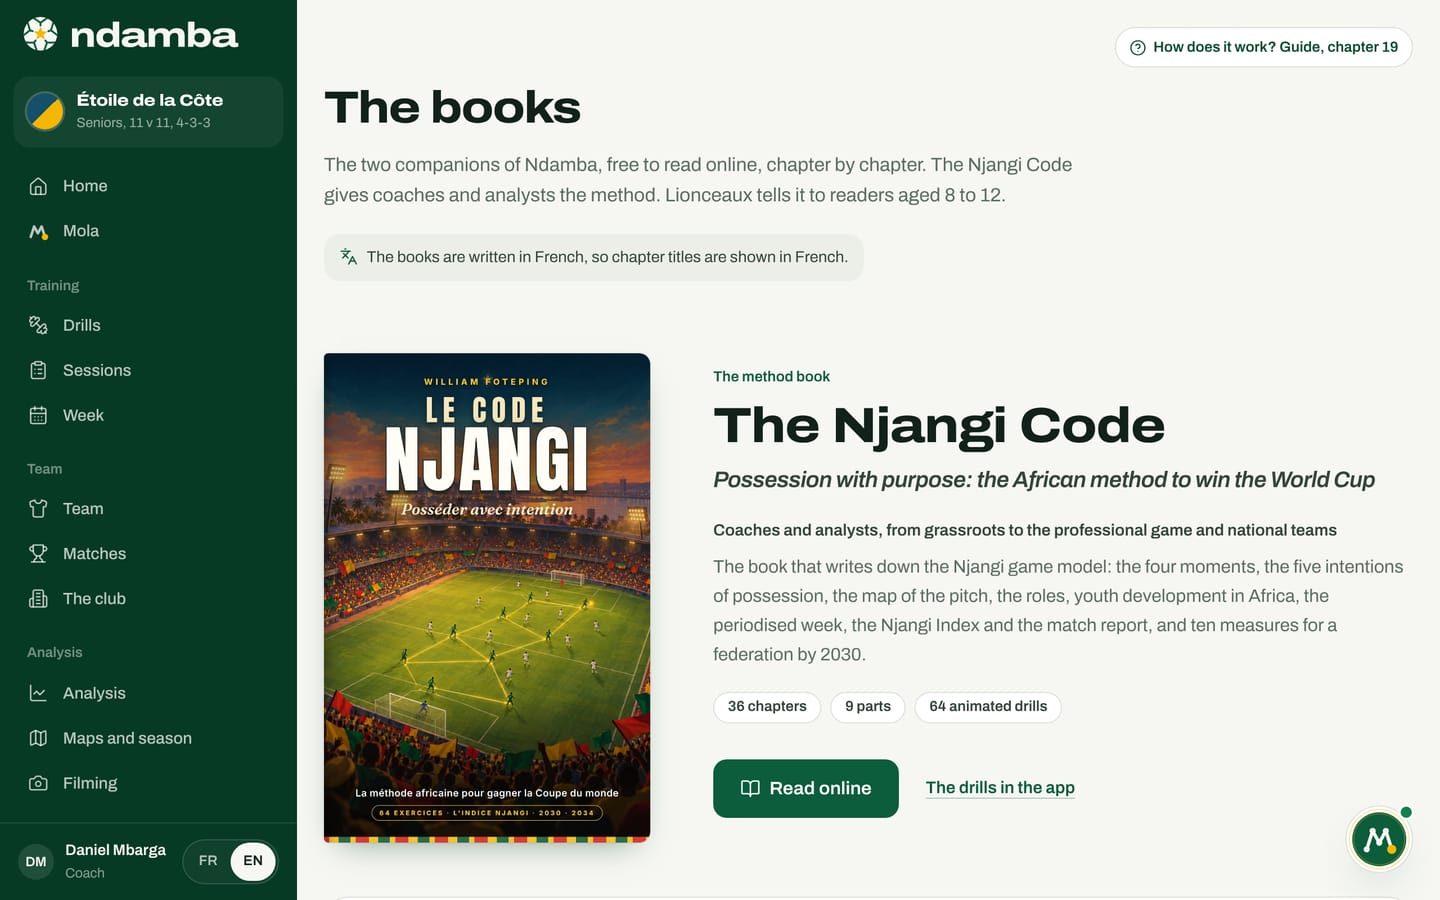 ndamba
Étoile de la Côte
Seniors, 11 v 11, 4-3-3
Home
Mola
Training
Drills
Sessions
Week
Team
Team
Matches
The club
Analysis
Analysis
Maps and season
Filming
DM
Daniel Mbarga
Coach
FR
EN
How does it work? Guide, chapter 19
The books
The two companions of Ndamba, free to read online, chapter by chapter. The Njangi Code
gives coaches and analysts the method. Lionceaux tells it to readers aged 8 to 12.
The books are written in French, so chapter titles are shown in French.
WILLIAM FOTEPING
LE CODE
NJANGI
Posséder avec intention
La méthode africaine pour gagner la Coupe du monde
64 EXERCICES · L'INDICE NJANGI · 2030 · 2034
The method book
The Njangi Code
Possession with purpose: the African method to win the World Cup
Coaches and analysts, from grassroots to the professional game and national teams
The book that writes down the Njangi game model: the four moments, the five intentions
of possession, the map of the pitch, the roles, youth development in Africa, the
periodised week, the Njangi Index and the match report, and ten measures for a
federation by 2030.
36 chapters
9 parts
64 animated drills
Read online
The drills in the app
M